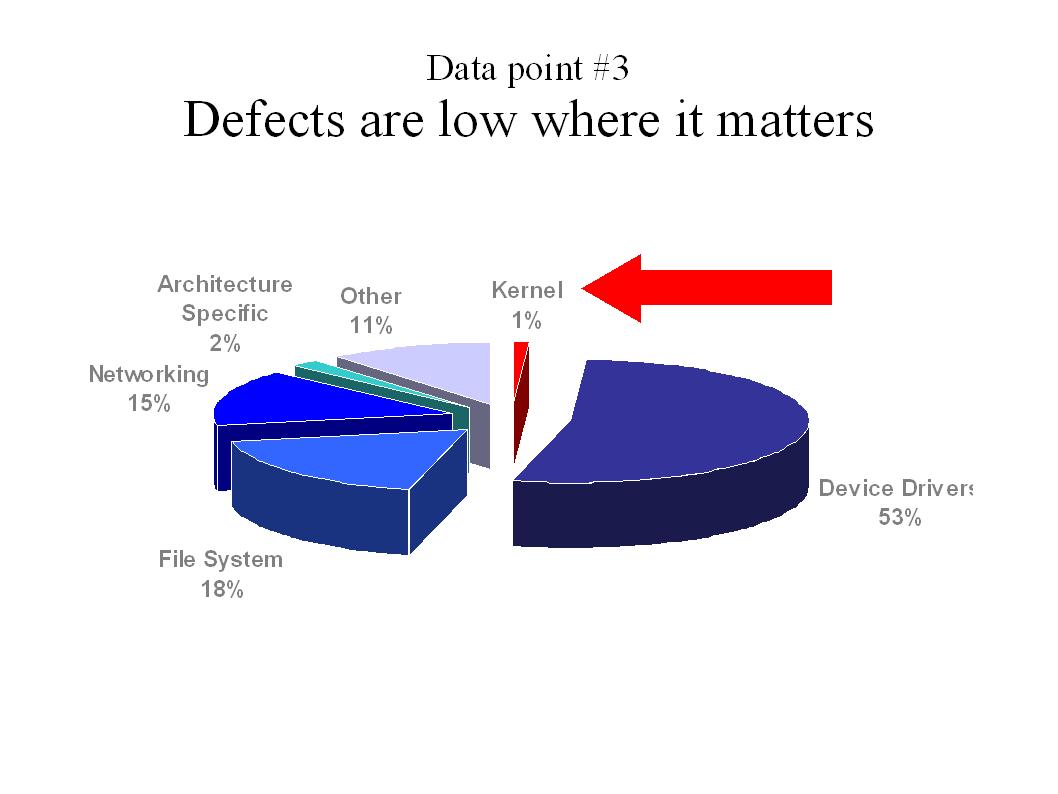 Data point #3
Defects are low where it matters
Architecture
Specific
2%
Other
11%
Kernel
1%
Networking
15%
Device Drivers
53%
File System
18%